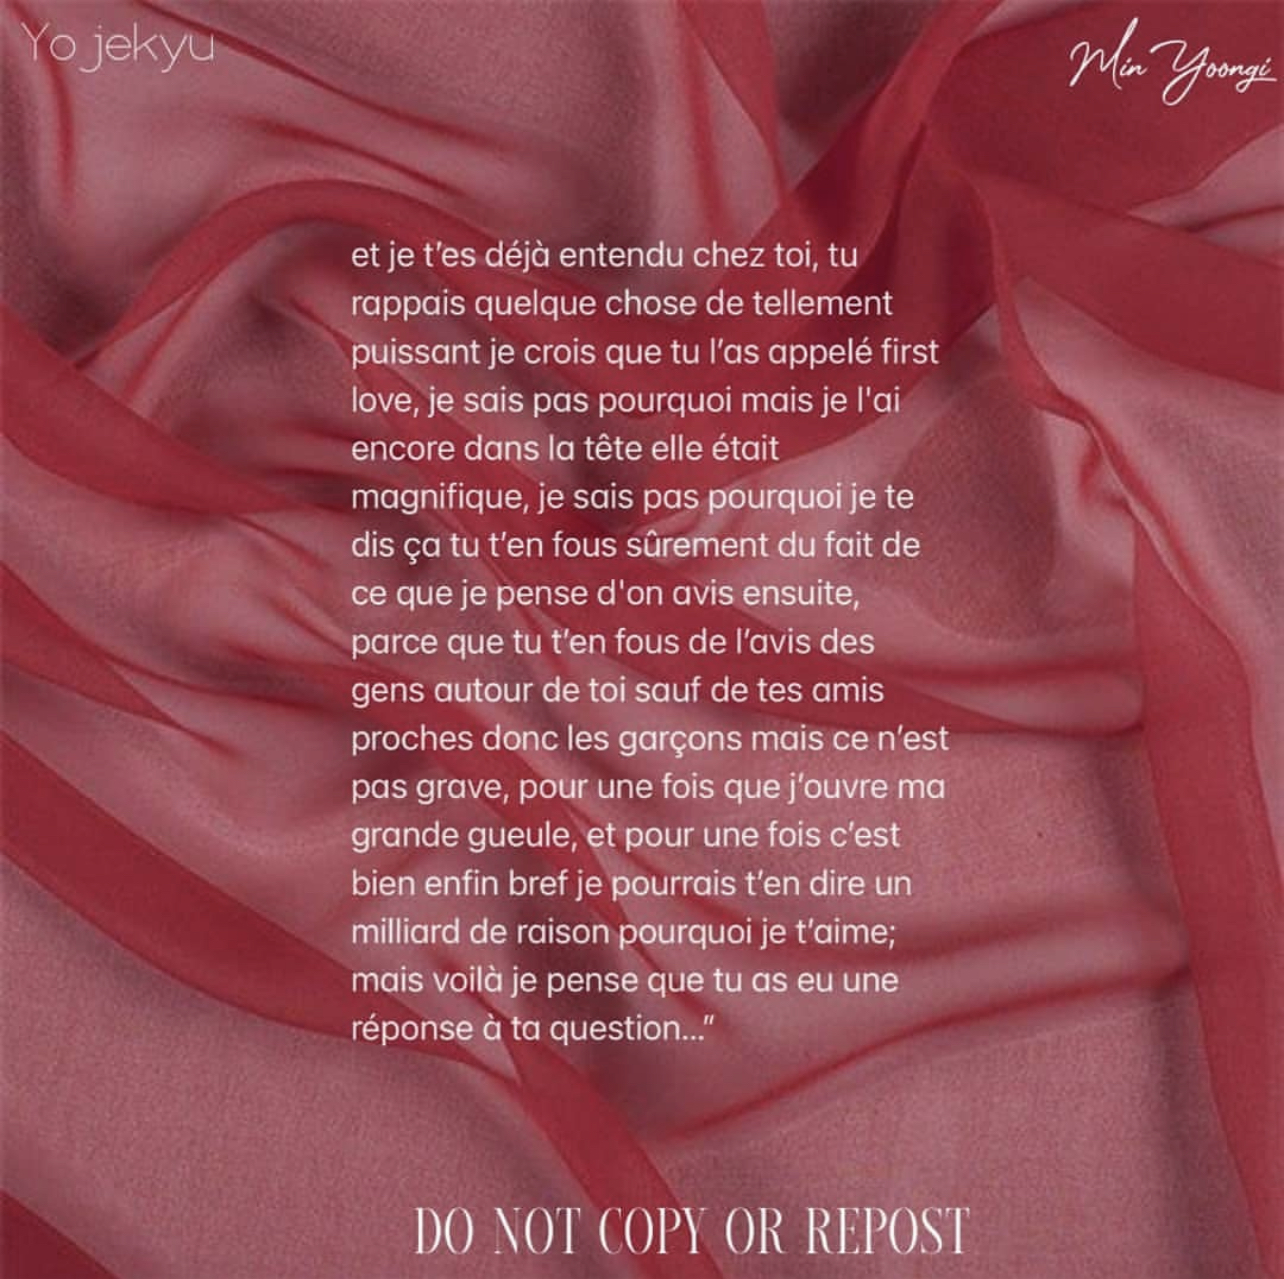 Yo jekyu
Min Yoongi
et je t’es déjà entendu chez toi, tu
rappais quelque chose de tellement
puissant je crois que tu l’as appelé first
love, je sais pas pourquoi mais je l'ai
encore dans la tête elle était
magnifique, je sais pas pourquoi je te
dis ça tu t’en fous sûrement du fait de
ce que je pense d'on avis ensuite,
parce que tu t’en fous de l’avis des
gens autour de toi sauf de tes amis
proches donc les garçons mais ce n’est
pas grave, pour une fois que j’ouvre ma
grande gueule, et pour une fois c’est
bien enfin bref je pourrais t’en dire un
milliard de raison pourquoi je t’aime;
mais voilà je pense que tu as eu une
réponse à ta question...”
DO NOT COPY OR REPOST